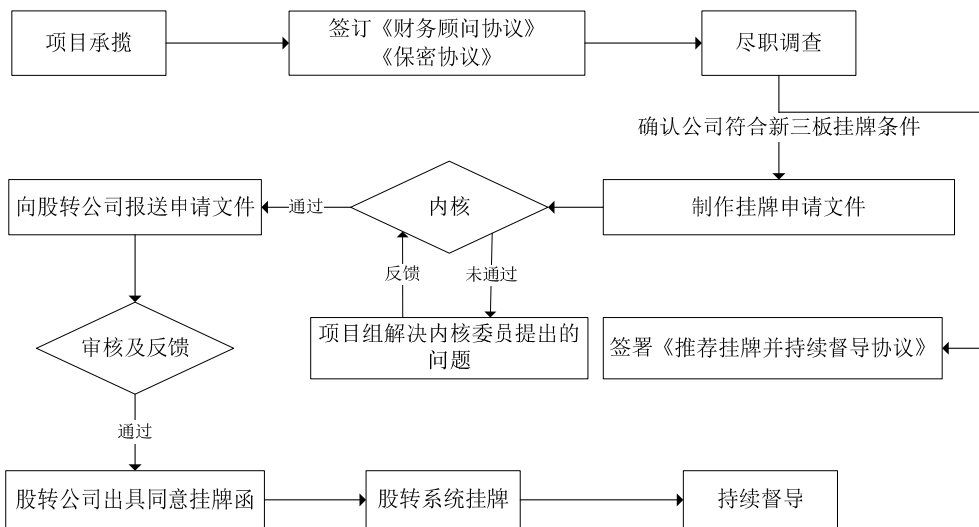 项目承揽
签订《财务顾问协议》
《保密协议》
尽职调查
确认公司符合新三板挂牌条件
向股转公司报送申请文件
通过
内核
制作挂牌申请文件
反馈
未通过
审核及反馈
项目组解决内核委员提出的
问题
签署《推荐挂牌并持续督导协议》
通过
股转公司出具同意挂牌函
股转系统挂牌
持续督导